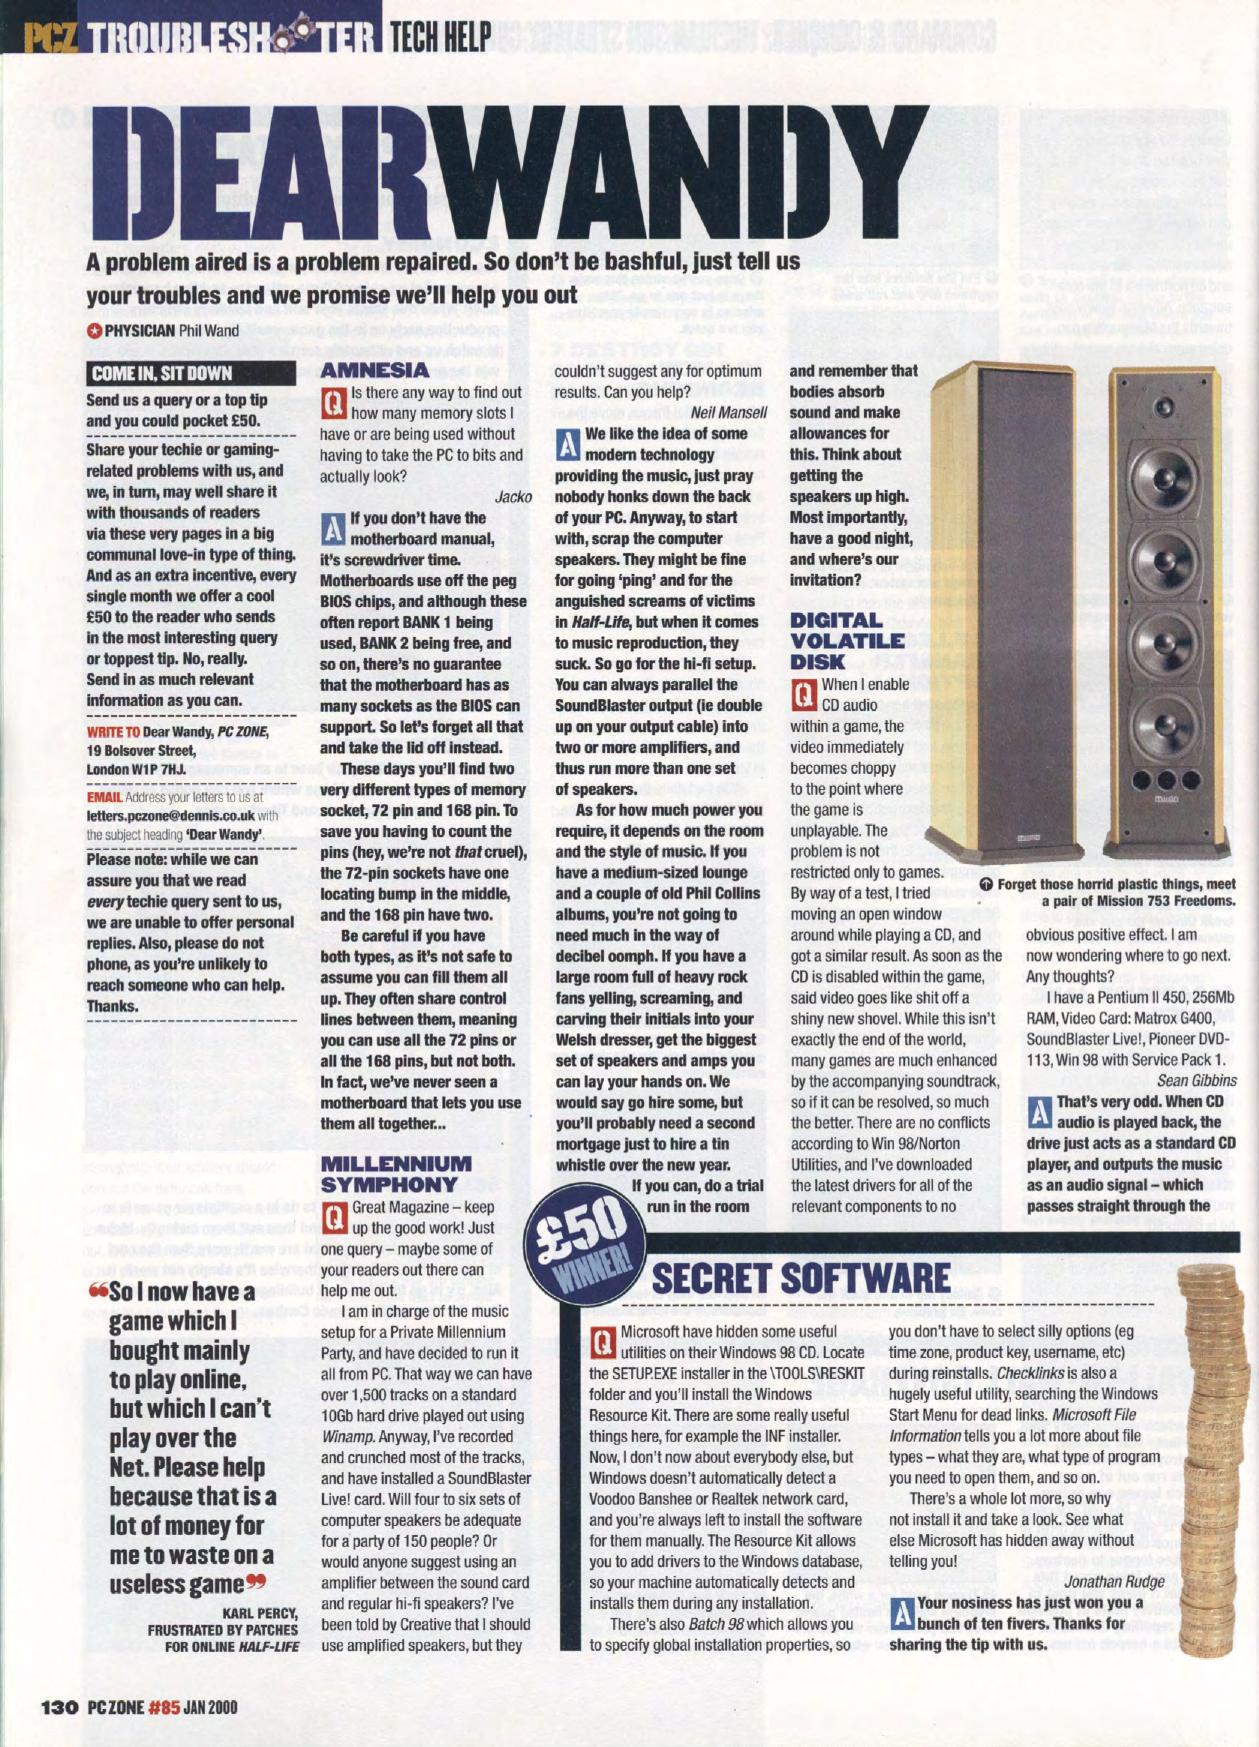 PCZ TROUBLESHOOTER TECH HELP
DEARWANDY
A problem aired is a problem repaired. So don't be bashful, just tell us
your troubles and we promise we'll help you out
PHYSICIAN Phil Wand
COME IN, SIT DOWN
Send us a query or a top tip
and you could pocket £50.
Share your techie or gaming-
related problems with us, and
we, in turn, may well share it
with thousands of readers
via these very pages in a big
communal love-in type of thing.
And as an extra incentive, every
single month we offer a cool
£50 to the reader who sends
in the most interesting query
or toppest tip. No, really.
Send in as much relevant
information as you can.
WRITE TO Dear Wandy, PC ZONE,
19 Bolsover Street,
London W1P 7HJ.
EMAIL Address your letters to us at
letters.pczone@dennis.co.uk with
the subject heading 'Dear Wandy'.
Please note: while we can
assure you that we read
every techie query sent to us,
we are unable to offer personal
replies. Also, please do not
phone, as you're unlikely to
reach someone who can help.
Thanks.
“So I now have a
game which I
bought mainly
to play online,
but which I can't
play over the
Net. Please help
because that is a
lot of money for
me to waste on a
useless game”
KARL PERCY,
FRUSTRATED BY PATCHES
FOR ONLINE HALF-LIFE
AMNESIA
Q Is there any way to find out
how many memory slots I
have or are being used without
having to take the PC to bits and
actually look?
Jacko
A If you don't have the
motherboard manual,
it's screwdriver time.
Motherboards use off the peg
BIOS chips, and although these
often report BANK 1 being
used, BANK 2 being free, and
so on, there's no guarantee
that the motherboard has as
many sockets as the BIOS can
support. So let's forget all that
and take the lid off instead.
These days you'll find two
very different types of memory
socket, 72 pin and 168 pin. To
save you having to count the
pins (hey, we're not that cruel),
the 72-pin sockets have one
locating bump in the middle,
and the 168 pin have two.
Be careful if you have
both types, as it's not safe to
assume you can fill them all
up. They often share control
lines between them, meaning
you can use all the 72 pins or
all the 168 pins, but not both.
In fact, we've never seen a
motherboard that lets you use
them all together...
MILLENNIUM
SYMPHONY
Q Great Magazine – keep
up the good work! Just
one query – maybe some of
your readers out there can
help me out.
I am in charge of the music
setup for a Private Millennium
Party, and have decided to run it
all from PC. That way we can have
over 1,500 tracks on a standard
10Gb hard drive played out using
Winamp. Anyway, I've recorded
and crunched most of the tracks,
and have installed a SoundBlaster
Live! card. Will four to six sets of
computer speakers be adequate
for a party of 150 people? Or
would anyone suggest using an
amplifier between the sound card
and regular hi-fi speakers? I've
been told by Creative that I should
use amplified speakers, but they
couldn't suggest any for optimum
results. Can you help?
Neil Mansell
A We like the idea of some
modern technology
providing the music, just pray
nobody honks down the back
of your PC. Anyway, to start
with, scrap the computer
speakers. They might be fine
for going 'ping' and for the
anguished screams of victims
in Half-Life, but when it comes
to music reproduction, they
suck. So go for the hi-fi setup.
You can always parallel the
SoundBlaster output (ie double
up on your output cable) into
two or more amplifiers, and
thus run more than one set
of speakers.
As for how much power you
require, it depends on the room
and the style of music. If you
have a medium-sized lounge
and a couple of old Phil Collins
albums, you're not going to
need much in the way of
decibel oomph. If you have a
large room full of heavy rock
fans yelling, screaming, and
carving their initials into your
Welsh dresser, get the biggest
set of speakers and amps you
can lay your hands on. We
would say go hire some, but
you'll probably need a second
mortgage just to hire a tin
whistle over the new year.
If you can, do a trial
run in the room
and remember that
bodies absorb
sound and make
allowances for
this. Think about
getting the
speakers up high.
Most importantly,
have a good night,
and where's our
invitation?
DIGITAL
VOLATILE
DISK
Q When I enable
CD audio
within a game, the
video immediately
becomes choppy
to the point where
the game is
unplayable. The
problem is not
restricted only to games.
By way of a test, I tried
moving an open window
around while playing a CD, and
got a similar result. As soon as the
CD is disabled within the game,
said video goes like shit off a
shiny new shovel. While this isn't
exactly the end of the world,
many games are much enhanced
by the accompanying soundtrack,
so if it can be resolved, so much
the better. There are no conflicts
according to Win 98/Norton
Utilities, and I've downloaded
the latest drivers for all of the
relevant components to no
Forget those horrid plastic things, meet
a pair of Mission 753 Freedoms.
obvious positive effect. I am
now wondering where to go next.
Any thoughts?
I have a Pentium II 450, 256Mb
RAM, Video Card: Matrox G400,
SoundBlaster Live!, Pioneer DVD-
113, Win 98 with Service Pack 1.
Sean Gibbins
A That's very odd. When CD
audio is played back, the
drive just acts as a standard CD
player, and outputs the music
as an audio signal – which
passes straight through the
£50
WINNER!
SECRET SOFTWARE
Q Microsoft have hidden some useful
utilities on their Windows 98 CD. Locate
the SETUP.EXE installer in the \TOOLS\RESKIT
folder and you'll install the Windows
Resource Kit. There are some really useful
things here, for example the INF installer.
Now, I don't now about everybody else, but
Windows doesn't automatically detect a
Voodoo Banshee or Realtek network card,
and you're always left to install the software
for them manually. The Resource Kit allows
you to add drivers to the Windows database,
so your machine automatically detects and
installs them during any installation.
There's also Batch 98 which allows you
to specify global installation properties, so
you don't have to select silly options (eg
time zone, product key, username, etc)
during reinstalls. Checklinks is also a
hugely useful utility, searching the Windows
Start Menu for dead links. Microsoft File
Information tells you a lot more about file
types – what they are, what type of program
you need to open them, and so on.
There's a whole lot more, so why
not install it and take a look. See what
else Microsoft has hidden away without
telling you!
Jonathan Rudge
A Your nosiness has just won you a
bunch of ten fivers. Thanks for
sharing the tip with us.
130 PC ZONE #85 JAN 2000